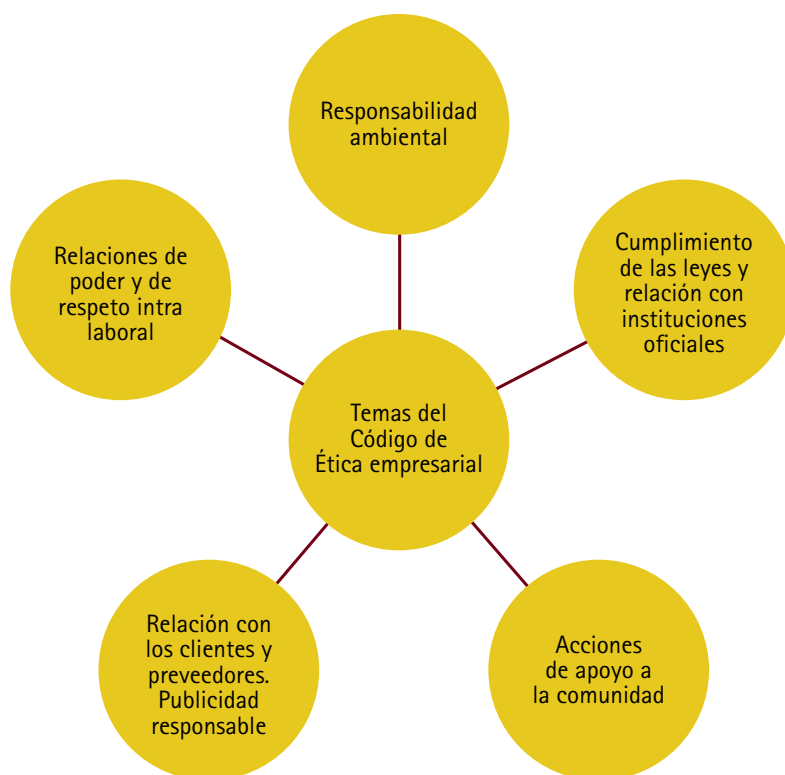 Responsabilidad
ambiental
Relaciones de
poder y de
respeto intra
laboral
Cumplimiento
de las leyes y
relación con
instituciones
oficiales
Temas del
Código de
Ética empresarial
Relación con
los clientes y
preveedores.
Publicidad
responsable
Acciones
de apoyo a
la comunidad